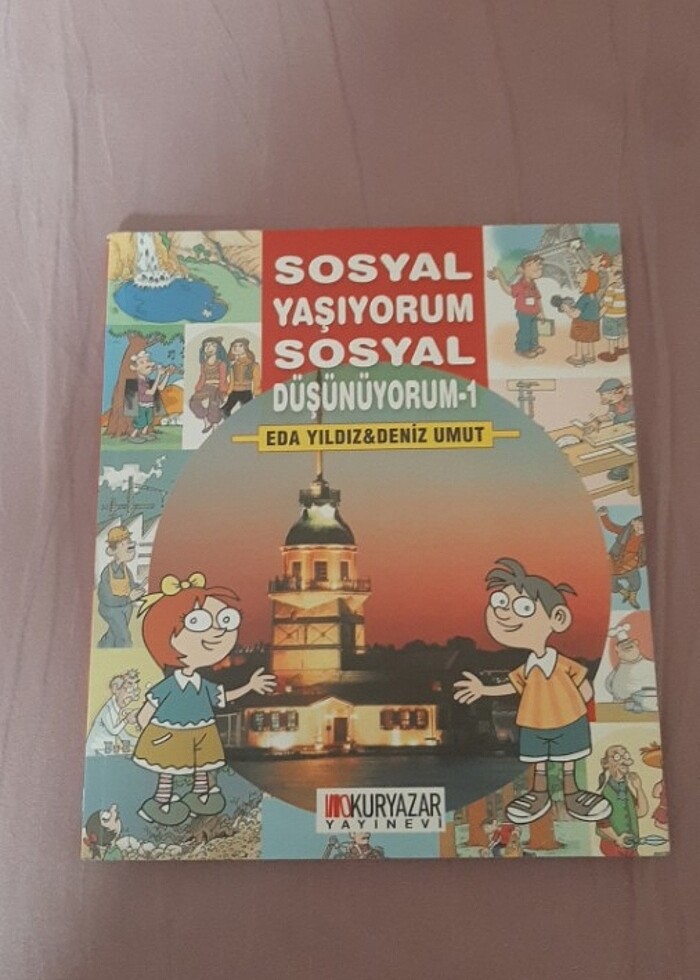 SOSYAL
YAŞIYORUM
SOSYAL
DÜŞÜNÜYORUM-1
EDA YILDIZ&DENİZ UMUT
OKURYAZAR
YAYINEVİ